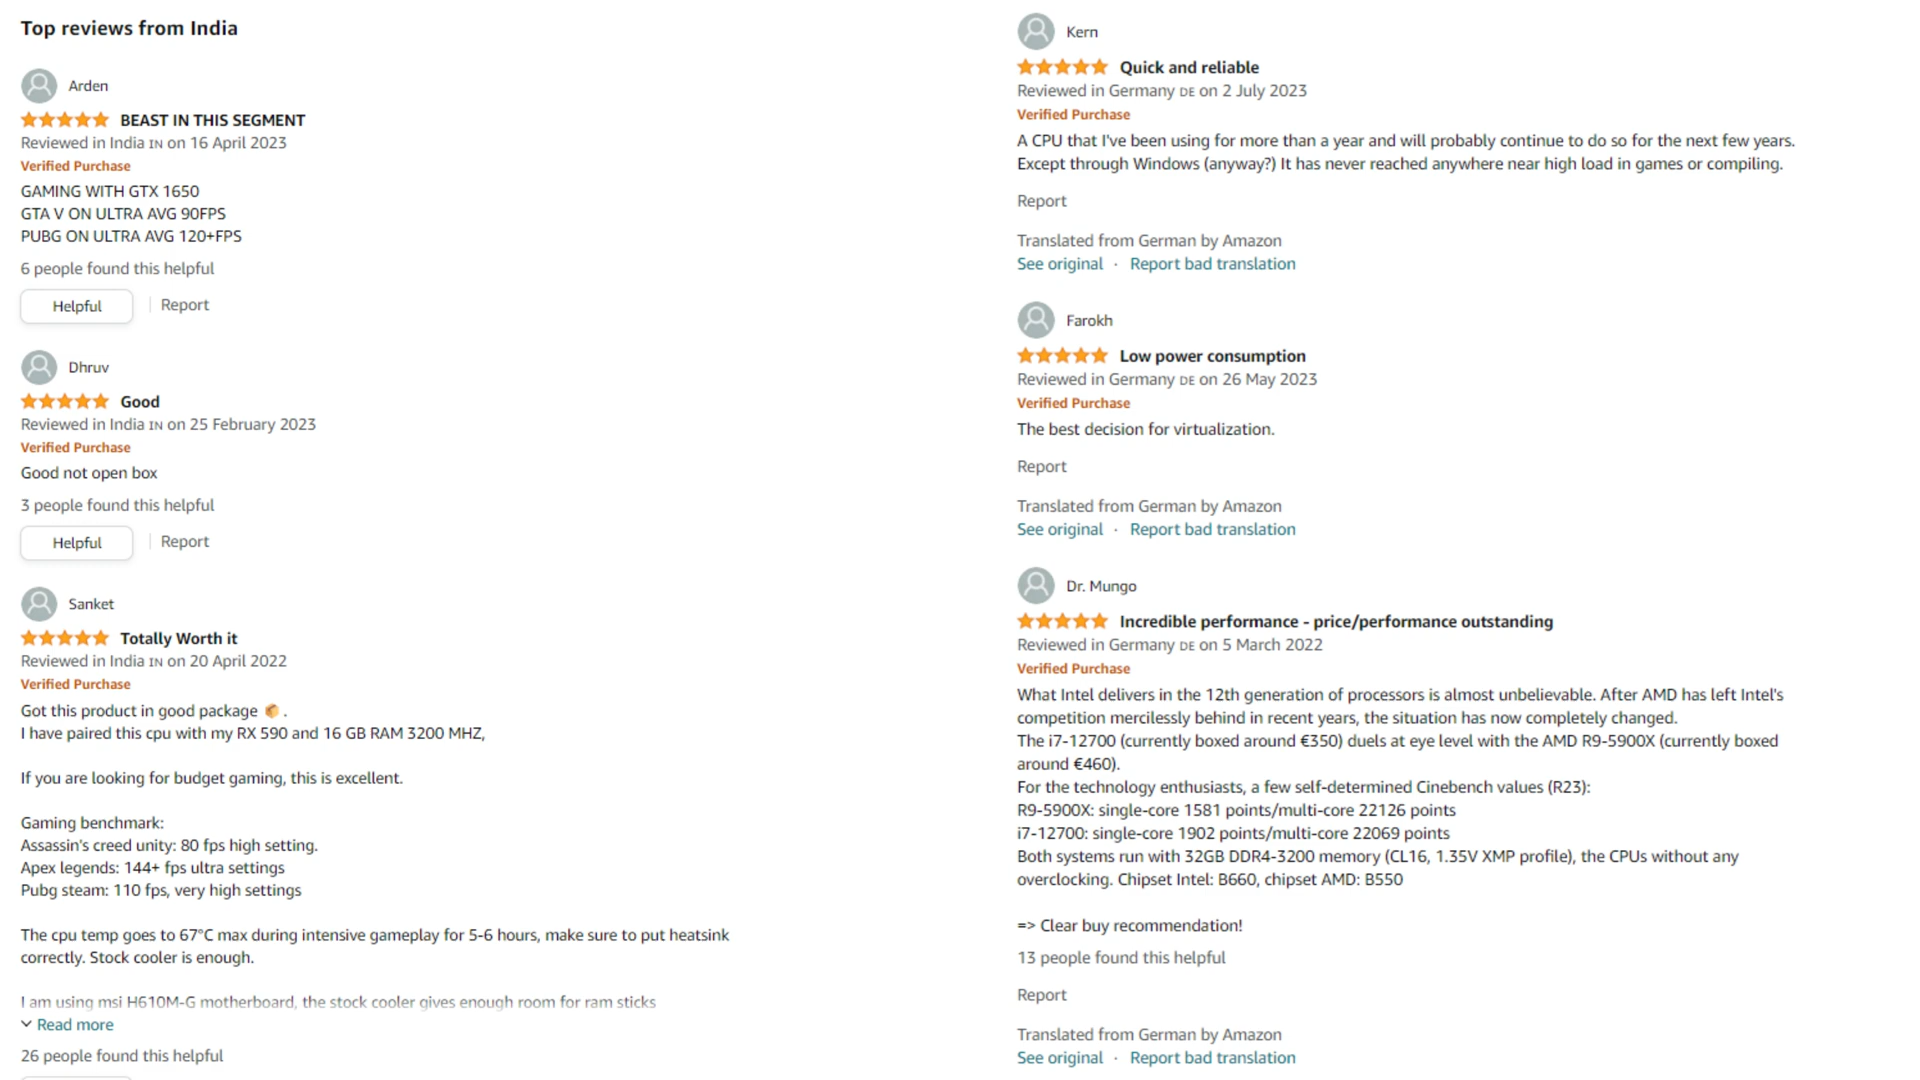 Top reviews from India
Arden
BEAST IN THIS SEGMENT
Reviewed in India IN on 16 April 2023
Verified Purchase
GAMING WITH GTX 1650
GTA V ON ULTRA AVG 90FPS
PUBG ON ULTRA AVG 120+FPS
6 people found this helpful
Helpful | Report
Dhruv
Good
Reviewed in India IN on 25 February 2023
Verified Purchase
Good not open box
3 people found this helpful
Helpful | Report
Sanket
Totally Worth it
Reviewed in India IN on 20 April 2022
Verified Purchase
Got this product in good package 📦 .
I have paired this cpu with my RX 590 and 16 GB RAM 3200 MHZ,
If you are looking for budget gaming, this is excellent.
Gaming benchmark:
Assassin's creed unity: 80 fps high setting.
Apex legends: 144+ fps ultra settings
Pubg steam: 110 fps, very high settings
The cpu temp goes to 67°C max during intensive gameplay for 5-6 hours, make sure to put heatsink
correctly. Stock cooler is enough.
I am using msi H610M-G motherboard, the stock cooler gives enough room for ram sticks
Read more
26 people found this helpful
Kern
Quick and reliable
Reviewed in Germany DE on 2 July 2023
Verified Purchase
A CPU that I've been using for more than a year and will probably continue to do so for the next few years.
Except through Windows (anyway?) It has never reached anywhere near high load in games or compiling.
Report
Translated from German by Amazon
See original · Report bad translation
Farokh
Low power consumption
Reviewed in Germany DE on 26 May 2023
Verified Purchase
The best decision for virtualization.
Report
Translated from German by Amazon
See original · Report bad translation
Dr. Mungo
Incredible performance - price/performance outstanding
Reviewed in Germany DE on 5 March 2022
Verified Purchase
What Intel delivers in the 12th generation of processors is almost unbelievable. After AMD has left Intel's
competition mercilessly behind in recent years, the situation has now completely changed.
The i7-12700 (currently boxed around €350) duels at eye level with the AMD R9-5900X (currently boxed
around €460).
For the technology enthusiasts, a few self-determined Cinebench values (R23):
R9-5900X: single-core 1581 points/multi-core 22126 points
i7-12700: single-core 1902 points/multi-core 22069 points
Both systems run with 32GB DDR4-3200 memory (CL16, 1.35V XMP profile), the CPUs without any
overclocking. Chipset Intel: B660, chipset AMD: B550
=> Clear buy recommendation!
13 people found this helpful
Report
Translated from German by Amazon
See original · Report bad translation